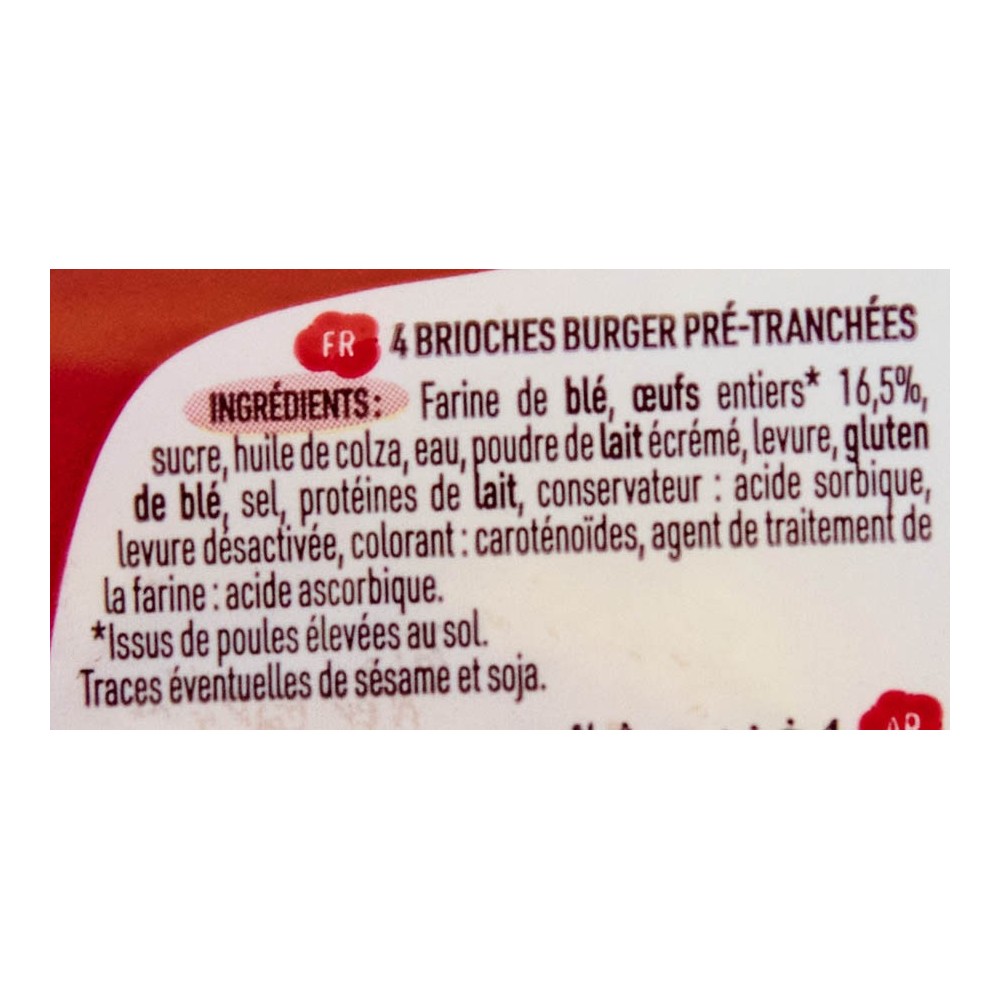 FR 4 BRIOCHES BURGER PRÉ-TRANCHÉES
INGRÉDIENTS : Farine de blé, œufs entiers* 16,5%,
sucre, huile de colza, eau, poudre de lait écrémé, levure, gluten
de blé, sel, protéines de lait, conservateur : acide sorbique,
levure désactivée, colorant : caroténoïdes, agent de traitement de
la farine : acide ascorbique.
*Issus de poules élevées au sol.
Traces éventuelles de sésame et soja.